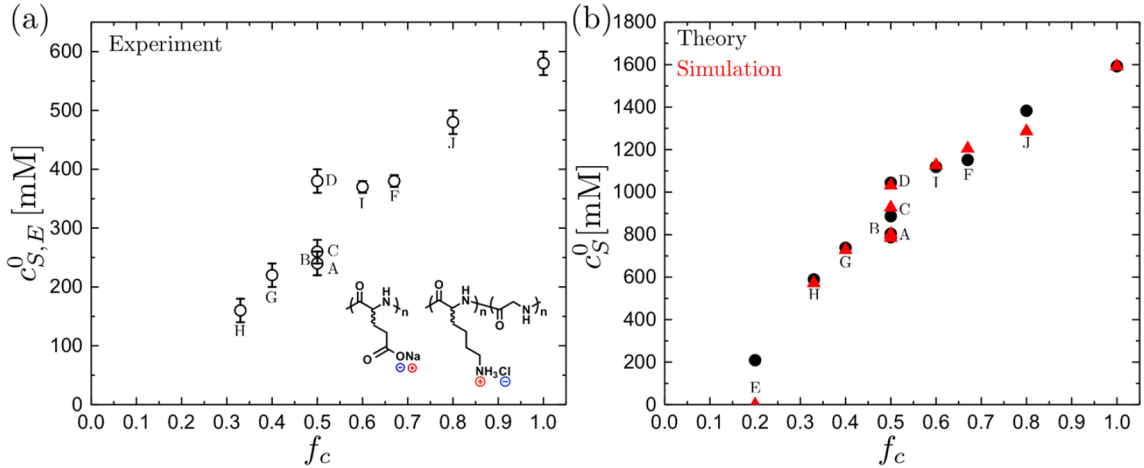 (a)
Experiment
600
500
400
300
200
100
0
c⁰_{S,E} [mM]
0.0 0.1 0.2 0.3 0.4 0.5 0.6 0.7 0.8 0.9 1.0
f_c
H
G
D
C
B
A
I
F
J
O
H
N
n
O
ONa
⊖ ⊕
O
H
N
n
O
N
H
n
NH₃Cl
⊕ ⊖
(b)
Theory
Simulation
1800
1600
1400
1200
1000
800
600
400
200
0
c⁰_S [mM]
0.0 0.1 0.2 0.3 0.4 0.5 0.6 0.7 0.8 0.9 1.0
f_c
E
H
G
D
C
B
A
I
F
J